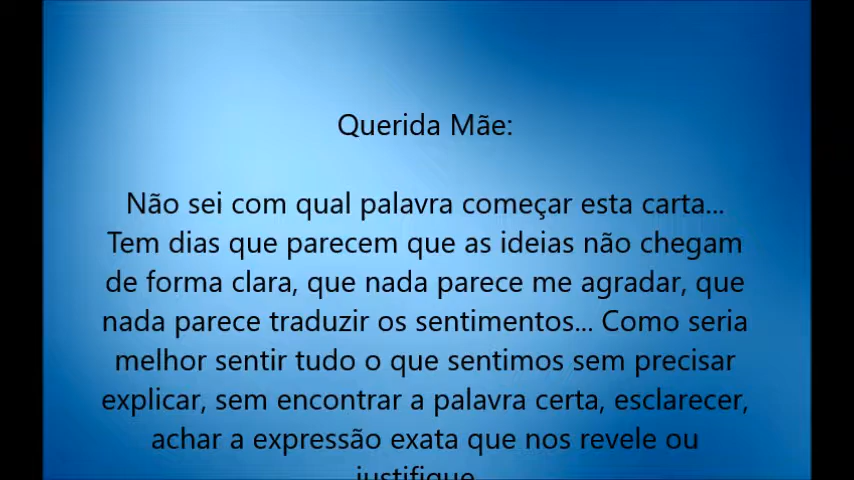 Querida Mãe:
Não sei com qual palavra começar esta carta...
Tem dias que parecem que as ideias não chegam
de forma clara, que nada parece me agradar, que
nada parece traduzir os sentimentos... Como seria
melhor sentir tudo o que sentimos sem precisar
explicar, sem encontrar a palavra certa, esclarecer,
achar a expressão exata que nos revele ou
justifique